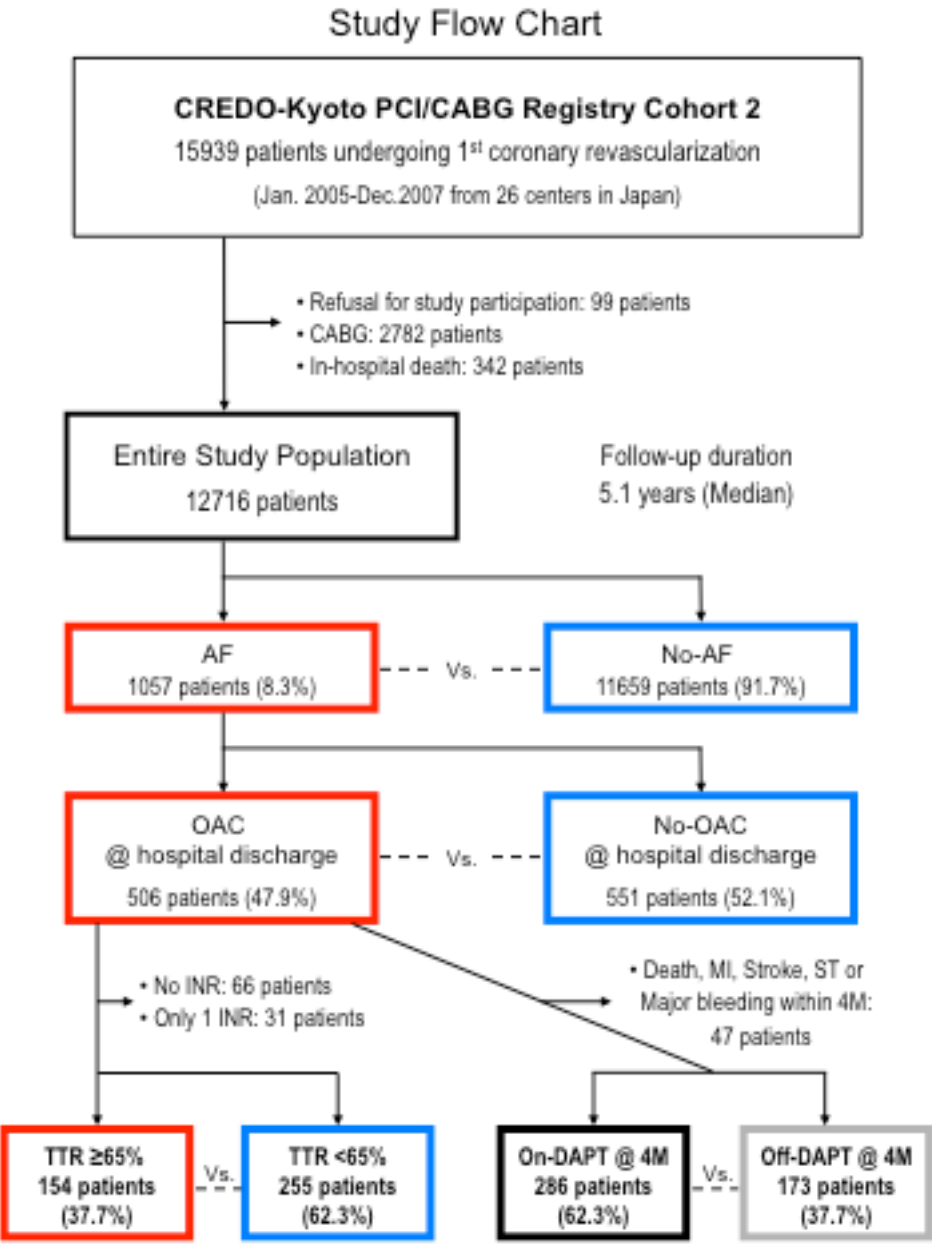 Study Flow Chart
CREDO-Kyoto PCI/CABG Registry Cohort 2
15939 patients undergoing 1st coronary revascularization
(Jan. 2005-Dec.2007 from 26 centers in Japan)
• Refusal for study participation: 99 patients
• CABG: 2782 patients
• In-hospital death: 342 patients
Entire Study Population
12716 patients
Follow-up duration
5.1 years (Median)
AF
1057 patients (8.3%)
Vs.
No-AF
11659 patients (91.7%)
OAC
@ hospital discharge
506 patients (47.9%)
Vs.
No-OAC
@ hospital discharge
551 patients (52.1%)
• No INR: 66 patients
• Only 1 INR: 31 patients
• Death, MI, Stroke, ST or
Major bleeding within 4M:
47 patients
TTR ≥65%
154 patients
(37.7%)
Vs.
TTR <65%
255 patients
(62.3%)
On-DAPT @ 4M
286 patients
(62.3%)
Vs.
Off-DAPT @ 4M
173 patients
(37.7%)